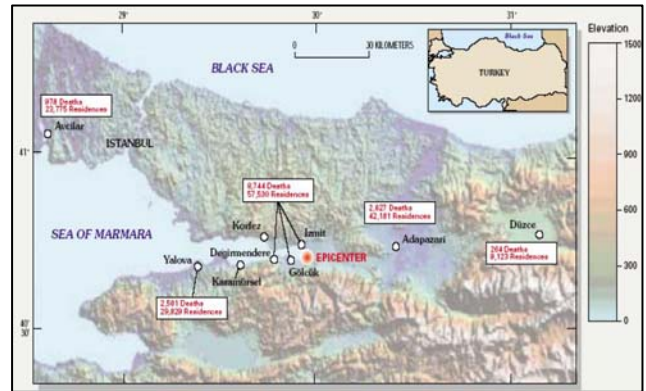 29°
30°
31°
Elevation
1500
1200
900
600
300
0
0
30 KILOMETERS
Black Sea
TURKEY
BLACK SEA
978 Deaths
23,775 Residences
Avcilar
ISTANBUL
41°
8,744 Deaths
57,530 Residences
2,627 Deaths
42,181 Residences
SEA OF MARMARA
Korfez
Izmit
Adapazari
Düzce
Yalova
Degirmendere
EPICENTER
264 Deaths
9,123 Residences
Karamürsel
Gölcük
2,501 Deaths
29,829 Residences
40°
30'